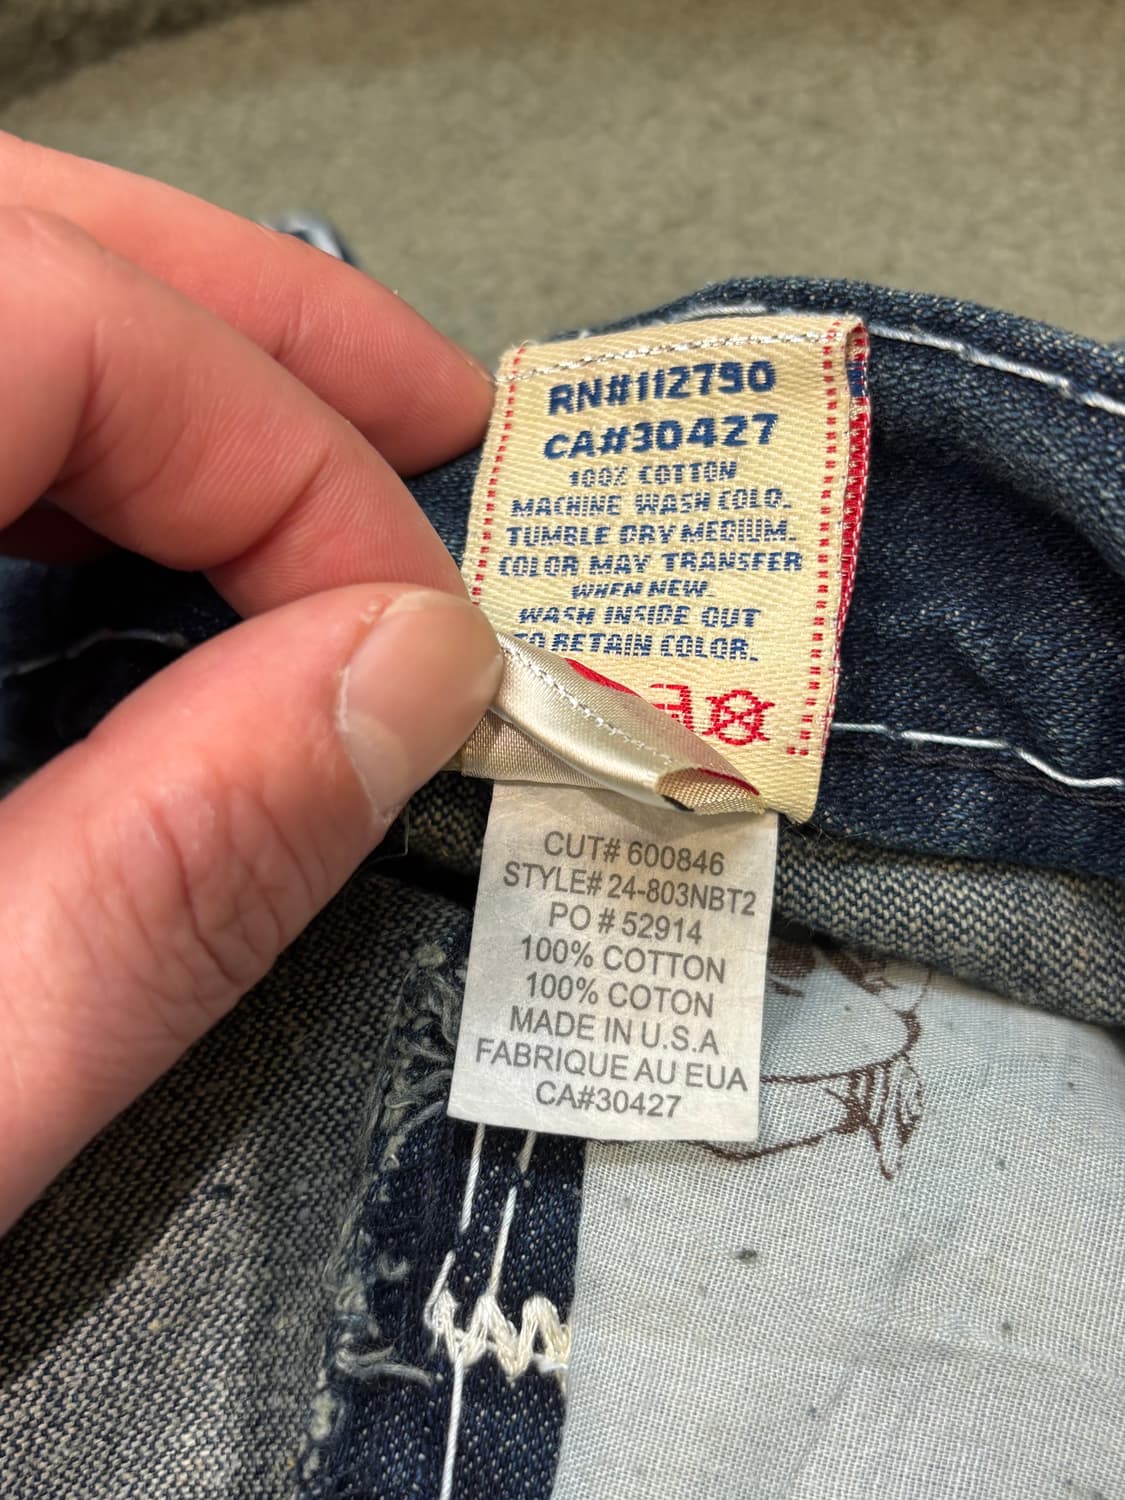 RN#112790
CA#30427
100% COTTON
MACHINE WASH COLD.
TUMBLE DRY MEDIUM.
COLOR MAY TRANSFER
WHEN NEW.
WASH INSIDE OUT
TO RETAIN COLOR.
CUT# 600846
STYLE# 24-803NBT2
PO # 52914
100% COTTON
100% COTON
MADE IN U.S.A
FABRIQUE AU EUA
CA#30427